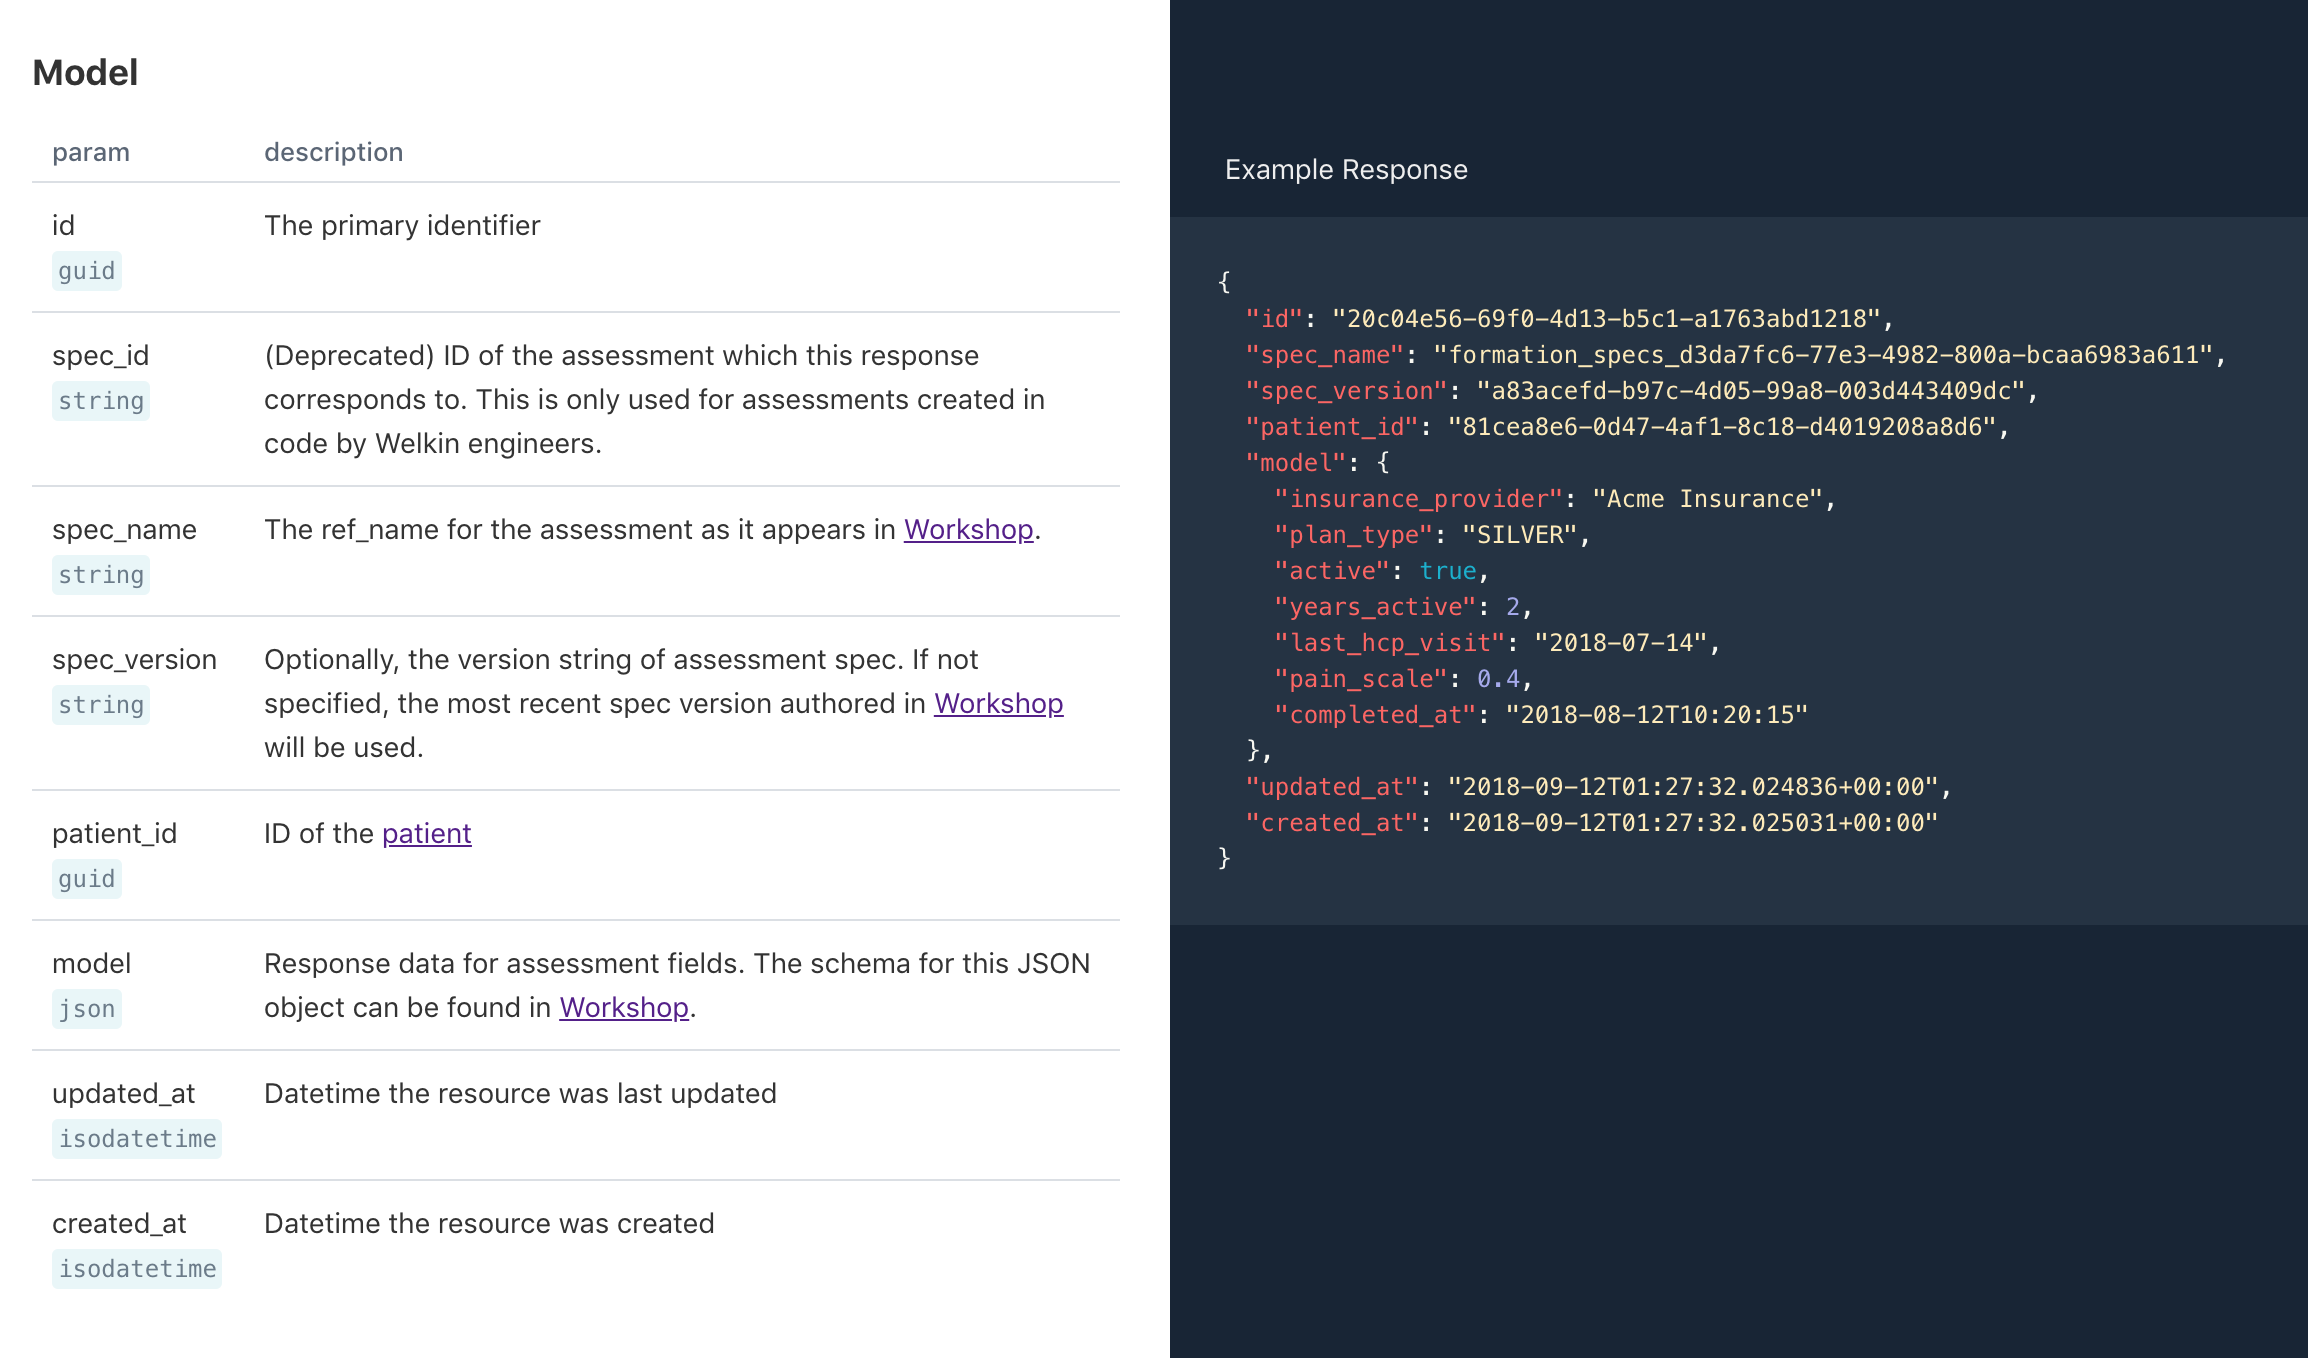 Model
param description
id The primary identifier
guid
spec_id (Deprecated) ID of the assessment which this response
string corresponds to. This is only used for assessments created in
code by Welkin engineers.
spec_name The ref_name for the assessment as it appears in Workshop.
string
spec_version Optionally, the version string of assessment spec. If not
string specified, the most recent spec version authored in Workshop
will be used.
patient_id ID of the patient
guid
model Response data for assessment fields. The schema for this JSON
json object can be found in Workshop.
updated_at Datetime the resource was last updated
isodatetime
created_at Datetime the resource was created
isodatetime
Example Response
{
  "id": "20c04e56-69f0-4d13-b5c1-a1763abd1218",
  "spec_name": "formation_specs_d3da7fc6-77e3-4982-800a-bcaa6983a611",
  "spec_version": "a83acefd-b97c-4d05-99a8-003d443409dc",
  "patient_id": "81cea8e6-0d47-4af1-8c18-d4019208a8d6",
  "model": {
    "insurance_provider": "Acme Insurance",
    "plan_type": "SILVER",
    "active": true,
    "years_active": 2,
    "last_hcp_visit": "2018-07-14",
    "pain_scale": 0.4,
    "completed_at": "2018-08-12T10:20:15"
  },
  "updated_at": "2018-09-12T01:27:32.024836+00:00",
  "created_at": "2018-09-12T01:27:32.025031+00:00"
}